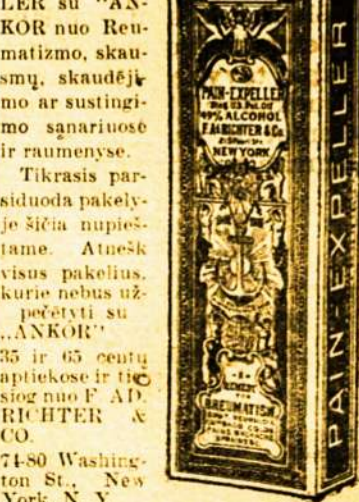 LER su "AN-
KOR nuo Reu-
matizmo, skau-
smų, skaudėji-
mo ar sustingi-
mo sąnariuose
ir raumenyse.
Tikrasis par-
siduoda pakely-
je šičia nupieš-
tame. Atnešk
visus pakelius,
kurie nebus už-
pečėtyti su
,,ANKOR"
35 ir 65 centų
aptiekose ir tie-
siog nuo F. AD.
RICHTER &
CO.
74-80 Washing-
ton St., New
York, N. Y.
PAIN-EXPELLER
ALCOHOL
F. AD. RICHTER & Co.
NEW YORK
RHEUMATISM
PAIN-EXPELLER